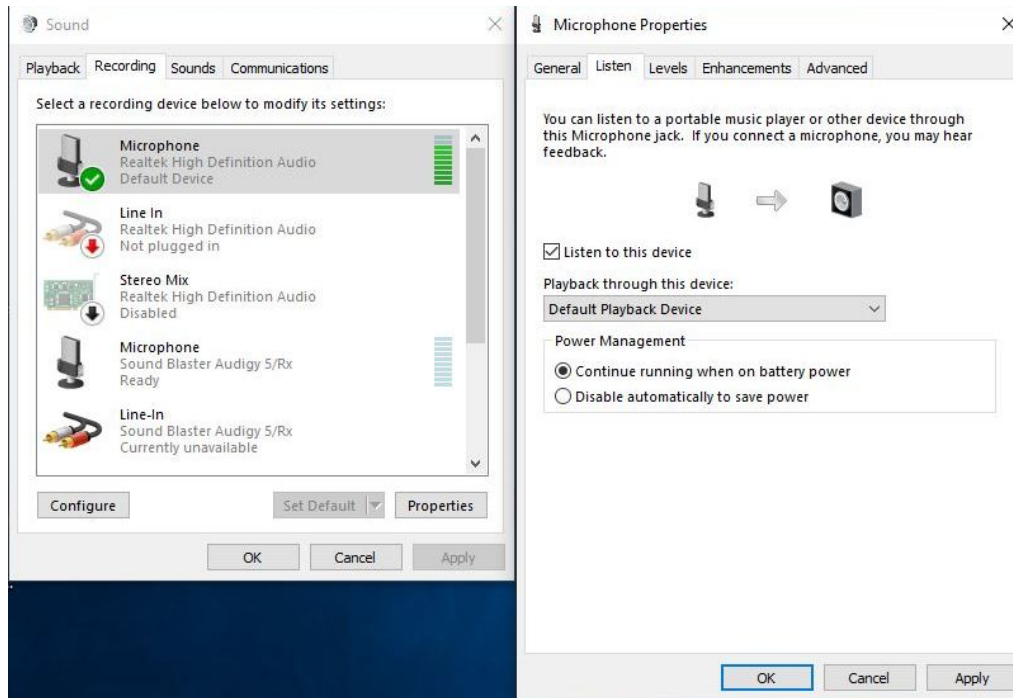 Sound
Playback Recording Sounds Communications
Select a recording device below to modify its settings:
Microphone
Realtek High Definition Audio
Default Device
Line In
Realtek High Definition Audio
Not plugged in
Stereo Mix
Realtek High Definition Audio
Disabled
Microphone
Sound Blaster Audigy 5/Rx
Ready
Line-In
Sound Blaster Audigy 5/Rx
Currently unavailable
Configure Set Default Properties
OK Cancel Apply
Microphone Properties
General Listen Levels Enhancements Advanced
You can listen to a portable music player or other device through
this Microphone jack. If you connect a microphone, you may hear
feedback.
Listen to this device
Playback through this device:
Default Playback Device
Power Management
Continue running when on battery power
Disable automatically to save power
OK Cancel Apply